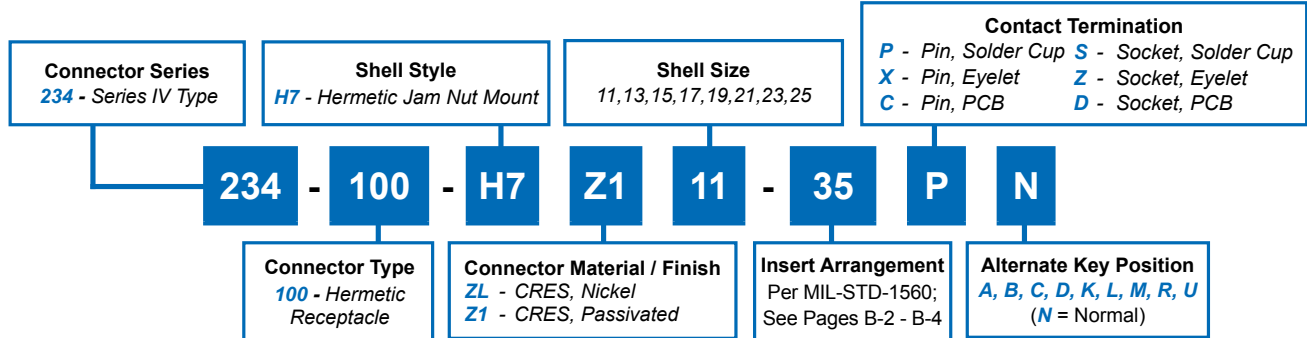 Contact Termination
P - Pin, Solder Cup S - Socket, Solder Cup
X - Pin, Eyelet Z - Socket, Eyelet
C - Pin, PCB D - Socket, PCB
Connector Series
234 - Series IV Type
Shell Style
H7 - Hermetic Jam Nut Mount
Shell Size
11,13,15,17,19,21,23,25
234 - 100 - H7 Z1 11 - 35 P N
Connector Type
100 - Hermetic
Receptacle
Connector Material / Finish
ZL - CRES, Nickel
Z1 - CRES, Passivated
Insert Arrangement
Per MIL-STD-1560;
See Pages B-2 - B-4
Alternate Key Position
A, B, C, D, K, L, M, R, U
(N = Normal)